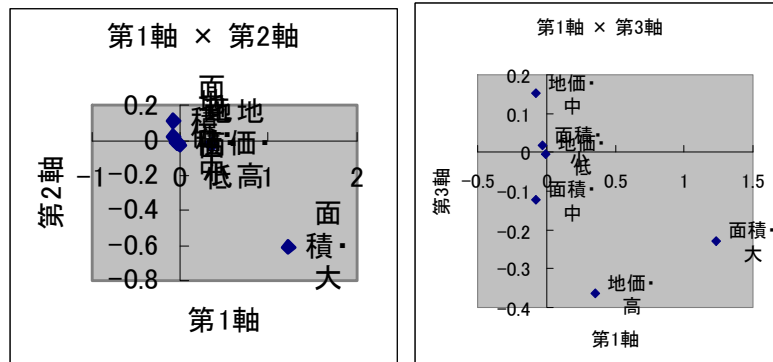 第1軸 × 第2軸
0.2
0
-0.2
-0.4
-0.6
-0.8
-1
0
1
2
面積・大
第2軸
第1軸
第1軸 × 第3軸
0.2
0.1
0
-0.1
-0.2
-0.3
-0.4
-0.5
0
0.5
1
1.5
地価・中
面積・小
地価・低
面積・中
面積・大
地価・高
第3軸
第1軸